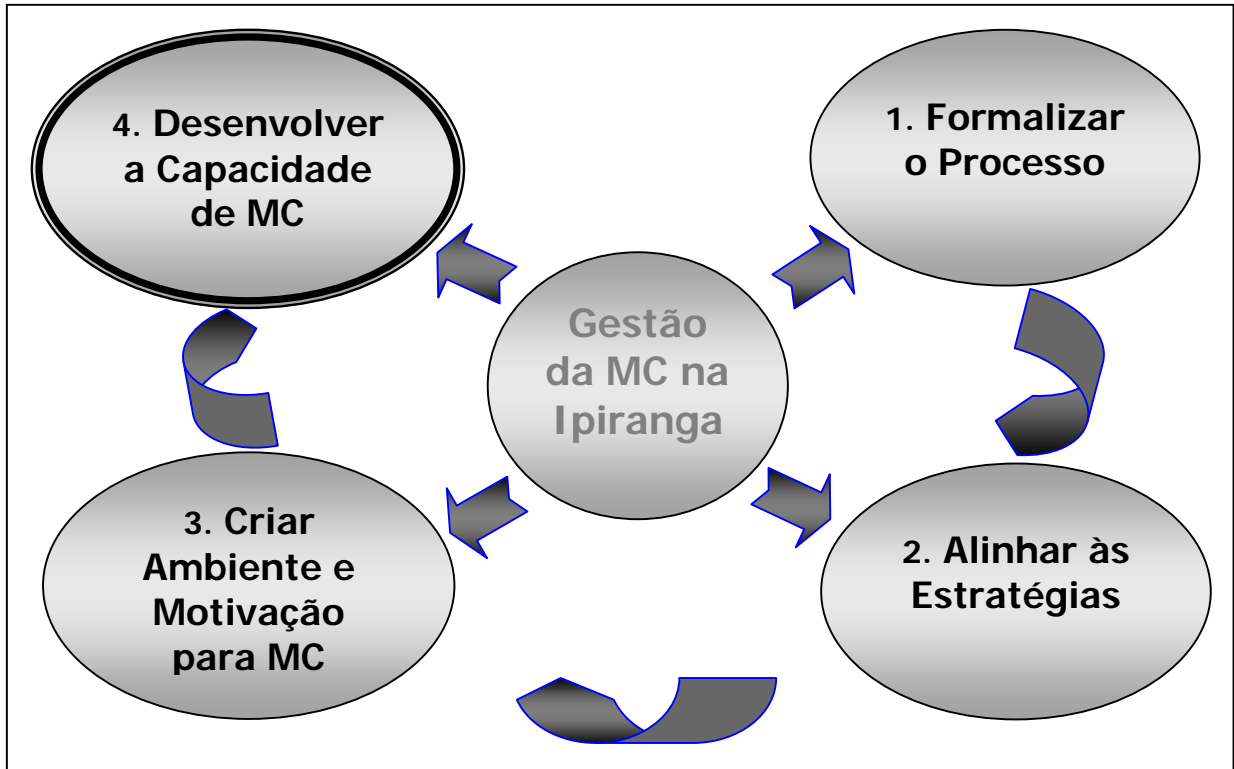 4. Desenvolver
a Capacidade
de MC
1. Formalizar
o Processo
Gestão
da MC na
Ipiranga
3. Criar
Ambiente e
Motivação
para MC
2. Alinhar às
Estratégias